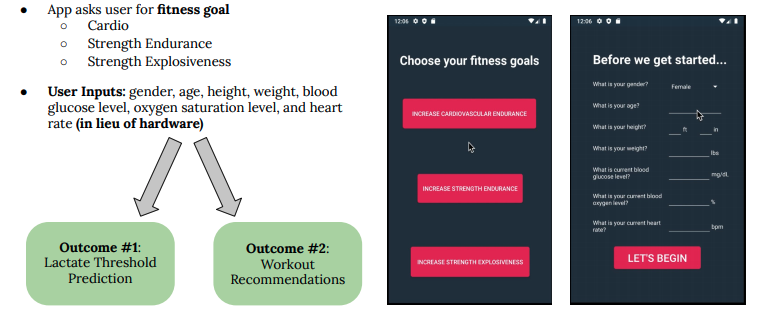 ● App asks user for fitness goal
○ Cardio
○ Strength Endurance
○ Strength Explosiveness
● User Inputs: gender, age, height, weight, blood
glucose level, oxygen saturation level, and heart
rate (in lieu of hardware)
Outcome #1:
Lactate Threshold
Prediction
Outcome #2:
Workout
Recommendations
12:06
Choose your fitness goals
INCREASE CARDIOVASCULAR ENDURANCE
INCREASE STRENGTH ENDURANCE
INCREASE STRENGTH EXPLOSIVENESS
12:06
Before we get started...
What is your gender? Female
What is your age?
What is your height? ft in
What is your weight? lbs
What is current blood
glucose level? mg/dL
What is your current blood
oxygen level? %
What is your current heart
rate? bpm
LET'S BEGIN